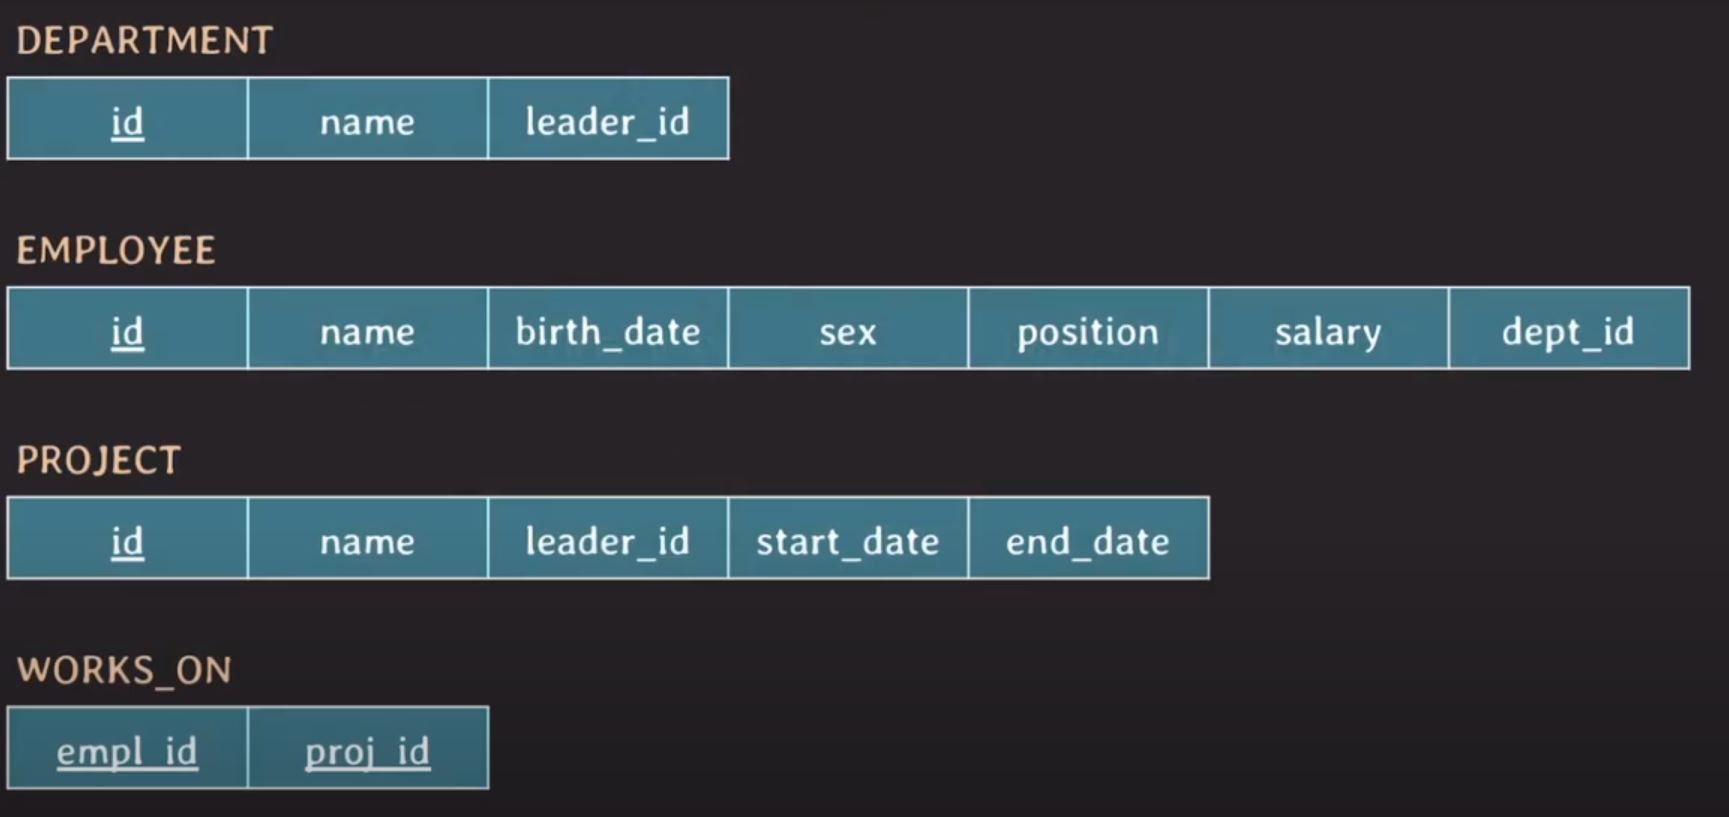 DEPARTMENT
id name leader_id
EMPLOYEE
id name birth_date sex position salary dept_id
PROJECT
id name leader_id start_date end_date
WORKS_ON
empl_id proj_id